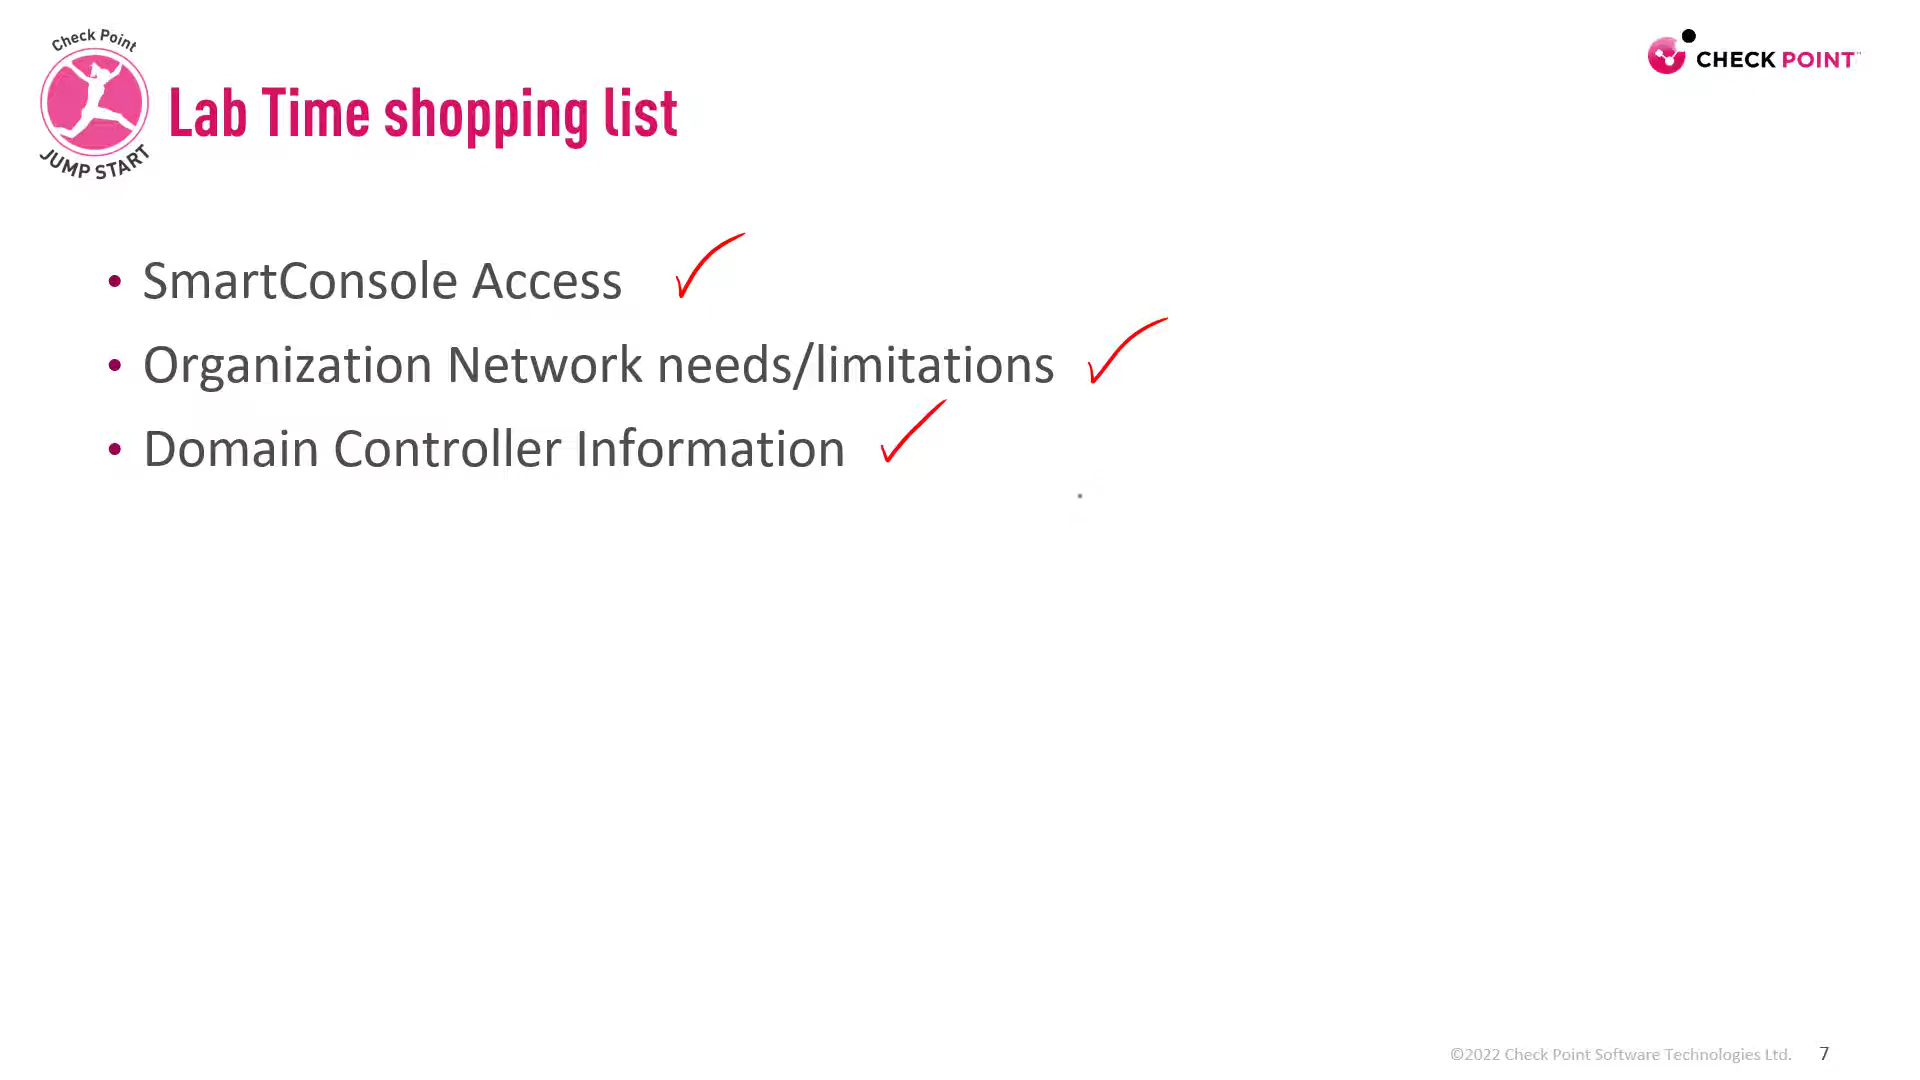 Check Point
JUMP START
CHECK POINT
Lab Time shopping list
• SmartConsole Access
• Organization Network needs/limitations
• Domain Controller Information
©2022 Check Point Software Technologies Ltd. 7